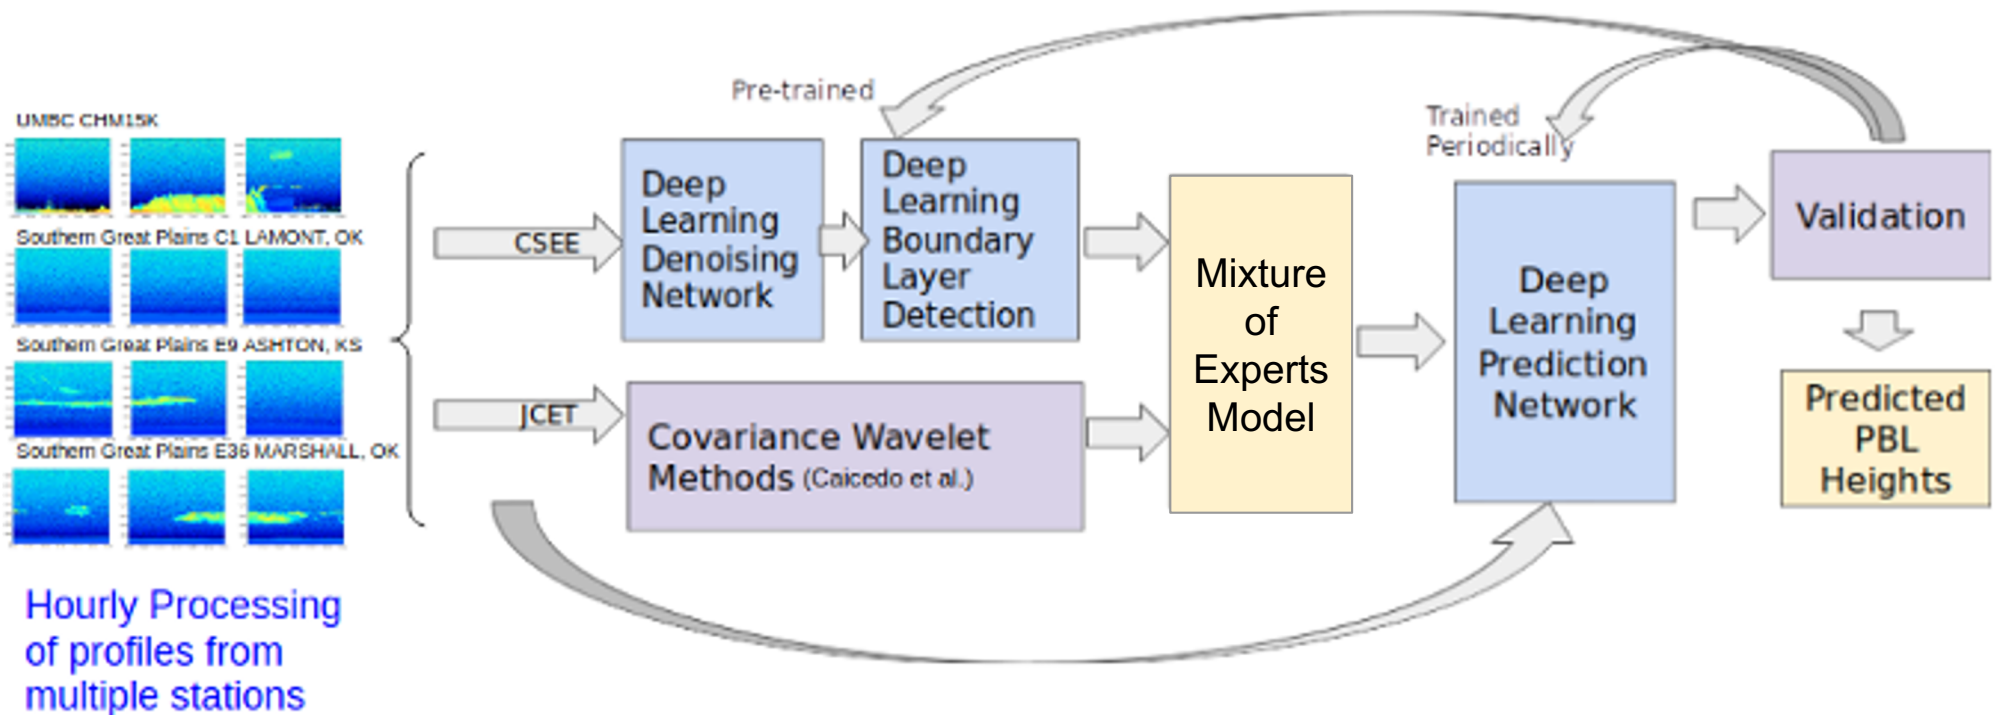 UMBC CHM15K
Southern Great Plains C1 LAMONT, OK
Southern Great Plains E9 ASHTON, KS
Southern Great Plains E36 MARSHALL, OK
Hourly Processing
of profiles from
multiple stations
CSEE
JCET
Pre-trained
Deep
Learning
Denoising
Network
Deep
Learning
Boundary
Layer
Detection
Covariance Wavelet
Methods (Caicedo et al.)
Mixture
of
Experts
Model
Trained
Periodically
Deep
Learning
Prediction
Network
Validation
Predicted
PBL
Heights